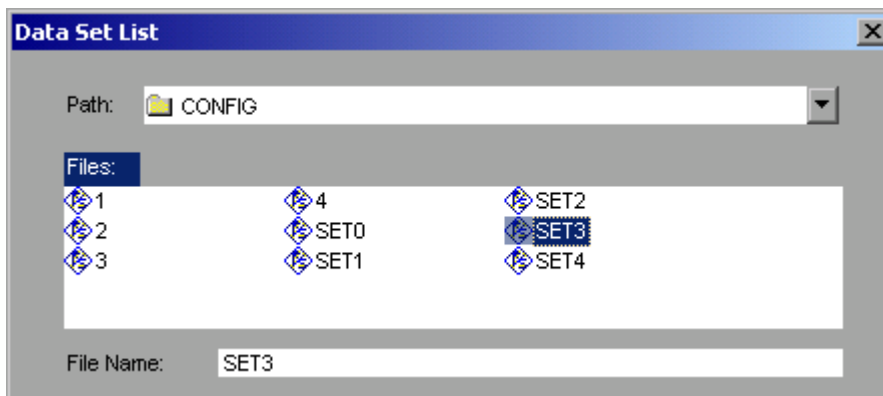 Data Set List
Path: CONFIG
Files:
1 4 SET2
2 SET0 SET3
3 SET1 SET4
File Name: SET3